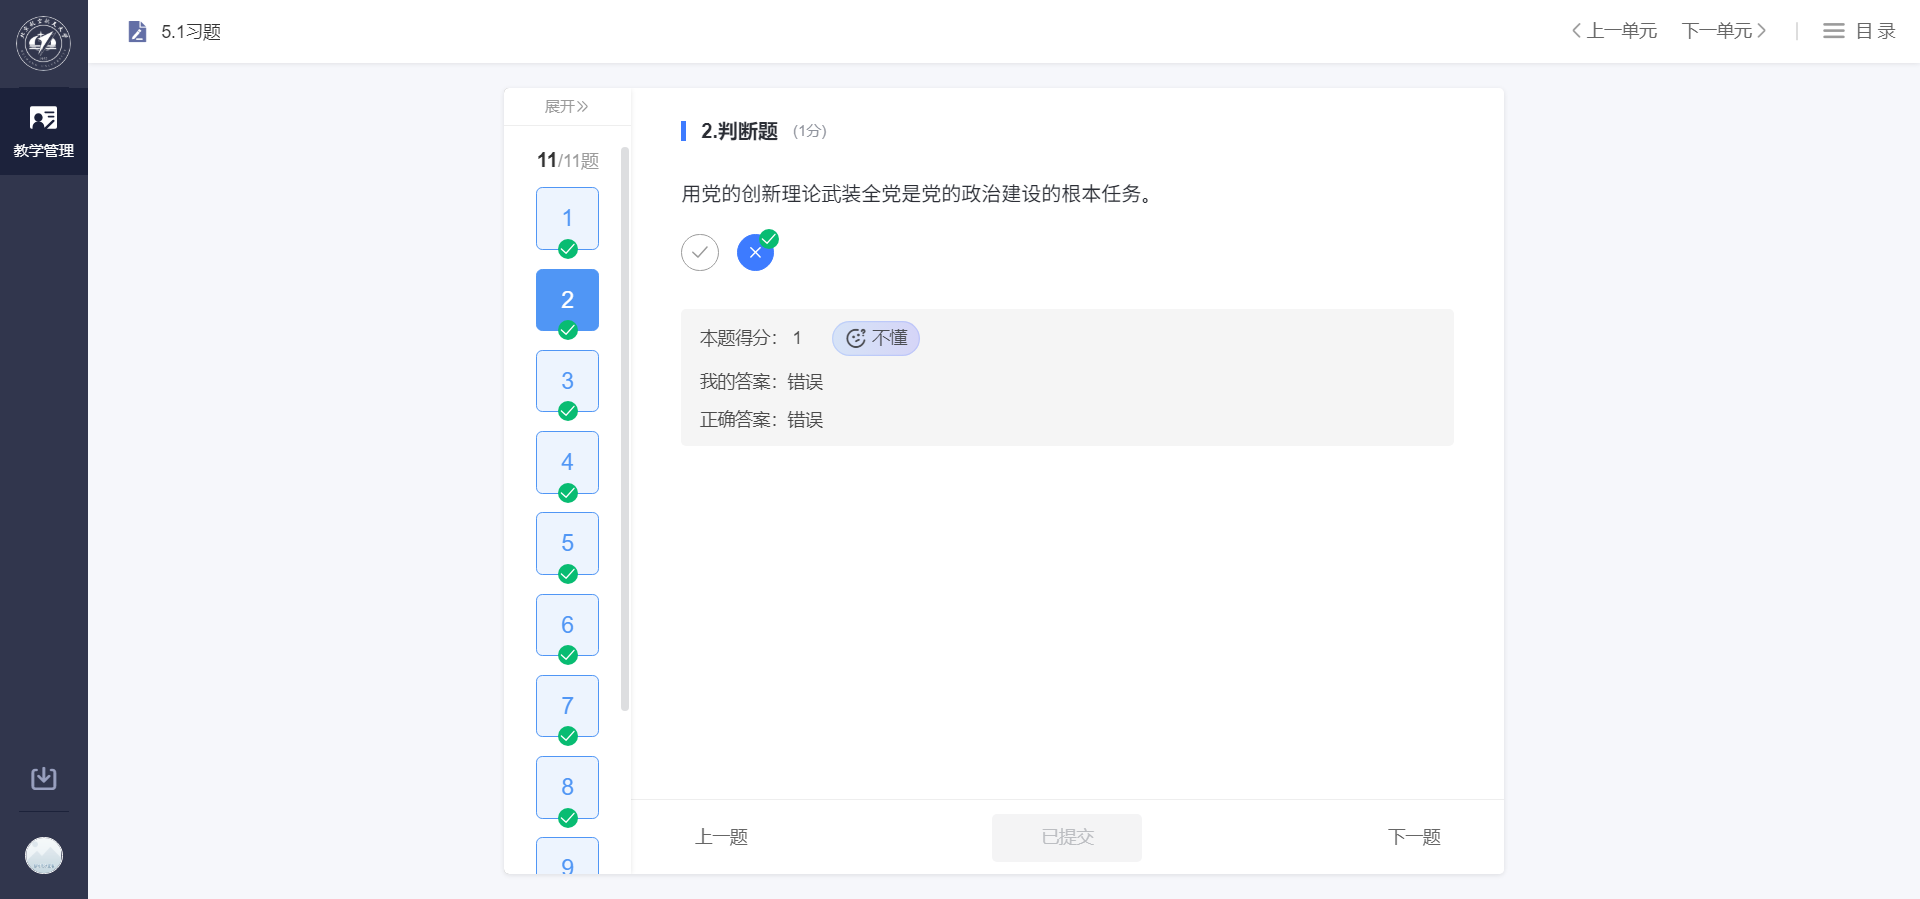 5.1习题
上一单元 下一单元 | 目录
教学管理
展开
11/11题
1
2
3
4
5
6
7
8
9
2.判断题 (1分)
用党的创新理论武装全党是党的政治建设的根本任务。
本题得分： 1 不懂
我的答案：错误
正确答案：错误
上一题 已提交 下一题